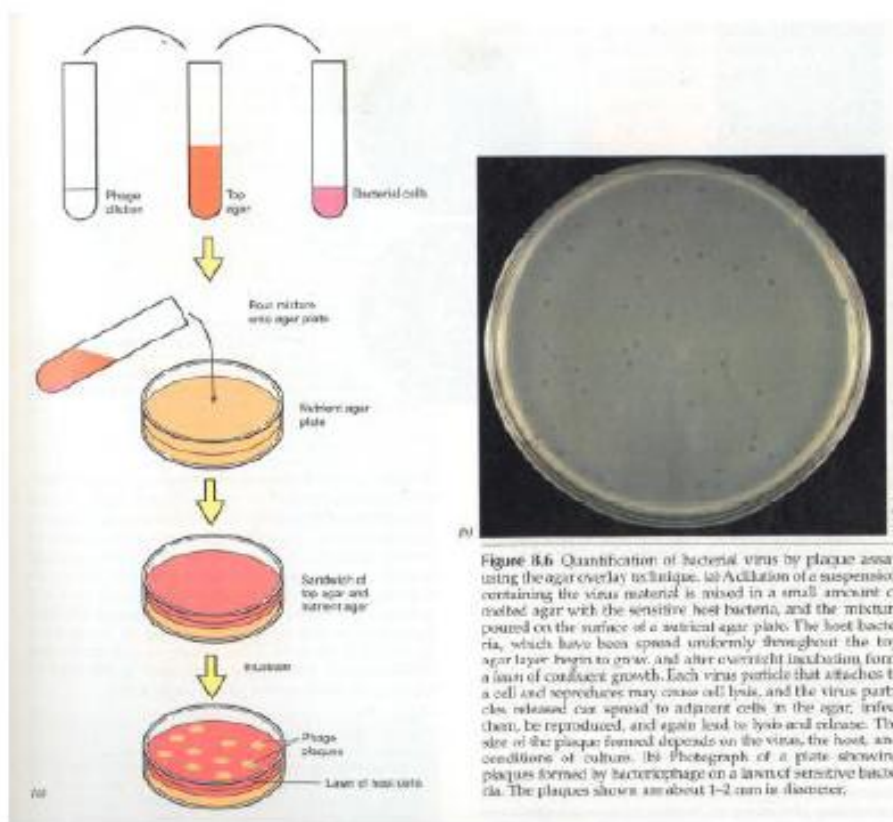 Phage
dilution
Top
agar
Bacterial cells
Pour mixture
onto agar plate
Nutrient agar
plate
Sandwich of
top agar and
nutrient agar
Incubate
Phage
plaques
Lawn of host cells
(a)
(b)
Figure 8.6 Quantification of bacterial virus by plaque assa
using the agar overlay technique. (a) A dilution of a suspension
containing the virus material is mixed in a small amount o
melted agar with the sensitive host bacteria, and the mixture
poured on the surface of a nutrient agar plate. The host bacte
ria, which have been spread uniformly throughout the top
agar layer begin to grow, and after overnight incubation form
a lawn of confluent growth. Each virus particle that attaches t
a cell and reproduces may cause cell lysis, and the virus parti
cles released can spread to adjacent cells in the agar, infec
them, be reproduced, and again lead to lysis and release. The
size of the plaque formed depends on the virus, the host, and
conditions of culture. (b) Photograph of a plate showing
plaques formed by bacteriophage on a lawn of sensitive bacte
ria. The plaques shown are about 1–2 mm in diameter.